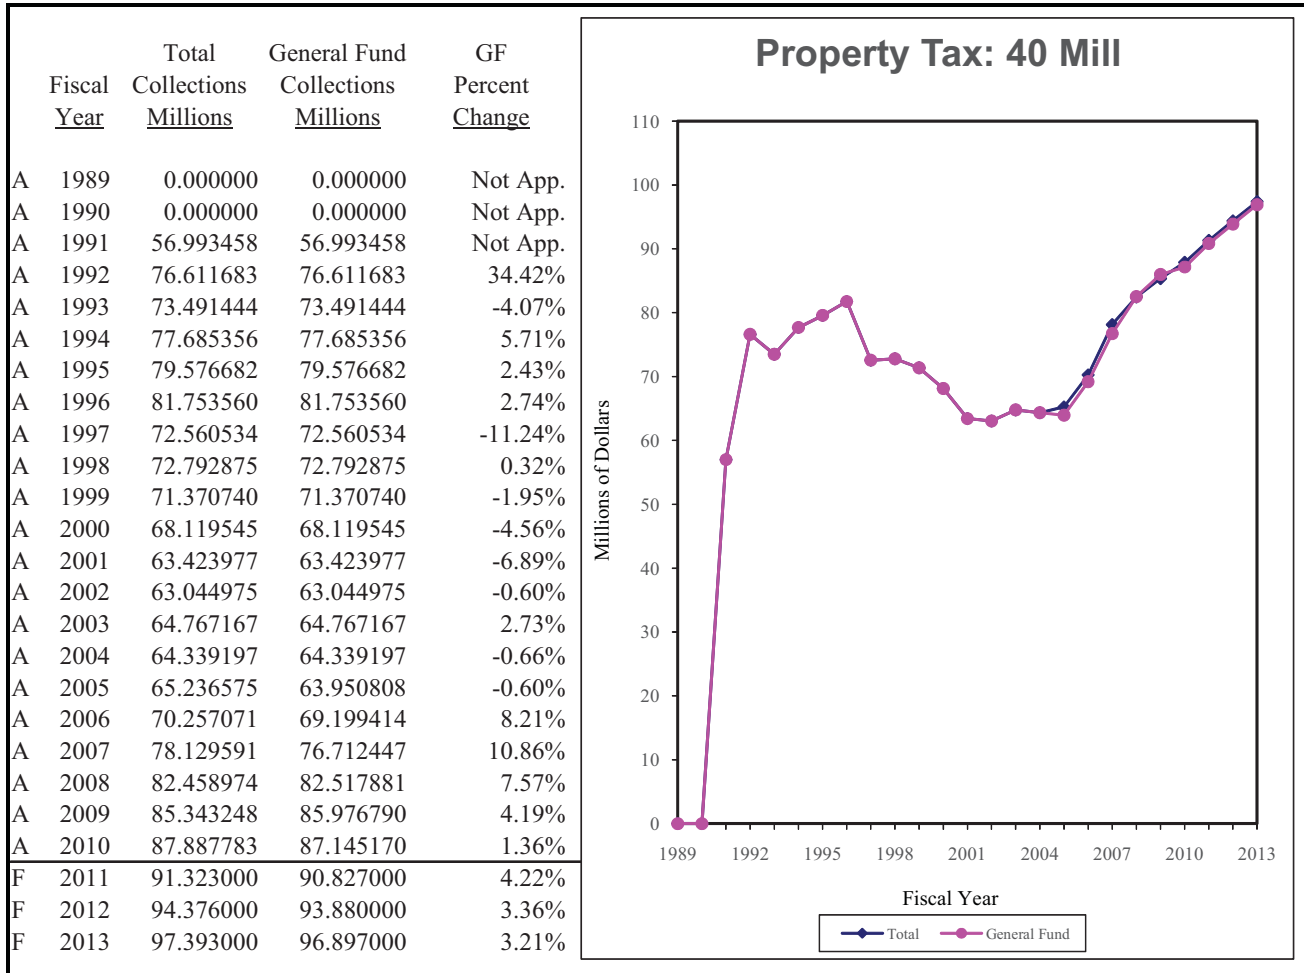 Total General Fund GF
Fiscal Collections Collections Percent
Year Millions Millions Change
A 1989 0.000000 0.000000 Not App.
A 1990 0.000000 0.000000 Not App.
A 1991 56.993458 56.993458 Not App.
A 1992 76.611683 76.611683 34.42%
A 1993 73.491444 73.491444 -4.07%
A 1994 77.685356 77.685356 5.71%
A 1995 79.576682 79.576682 2.43%
A 1996 81.753560 81.753560 2.74%
A 1997 72.560534 72.560534 -11.24%
A 1998 72.792875 72.792875 0.32%
A 1999 71.370740 71.370740 -1.95%
A 2000 68.119545 68.119545 -4.56%
A 2001 63.423977 63.423977 -6.89%
A 2002 63.044975 63.044975 -0.60%
A 2003 64.767167 64.767167 2.73%
A 2004 64.339197 64.339197 -0.66%
A 2005 65.236575 63.950808 -0.60%
A 2006 70.257071 69.199414 8.21%
A 2007 78.129591 76.712447 10.86%
A 2008 82.458974 82.517881 7.57%
A 2009 85.343248 85.976790 4.19%
A 2010 87.887783 87.145170 1.36%
F 2011 91.323000 90.827000 4.22%
F 2012 94.376000 93.880000 3.36%
F 2013 97.393000 96.897000 3.21%
Property Tax: 40 Mill
110
100
90
80
70
60
50
40
30
20
10
0
Millions of Dollars
1989 1992 1995 1998 2001 2004 2007 2010 2013
Fiscal Year
Total General Fund